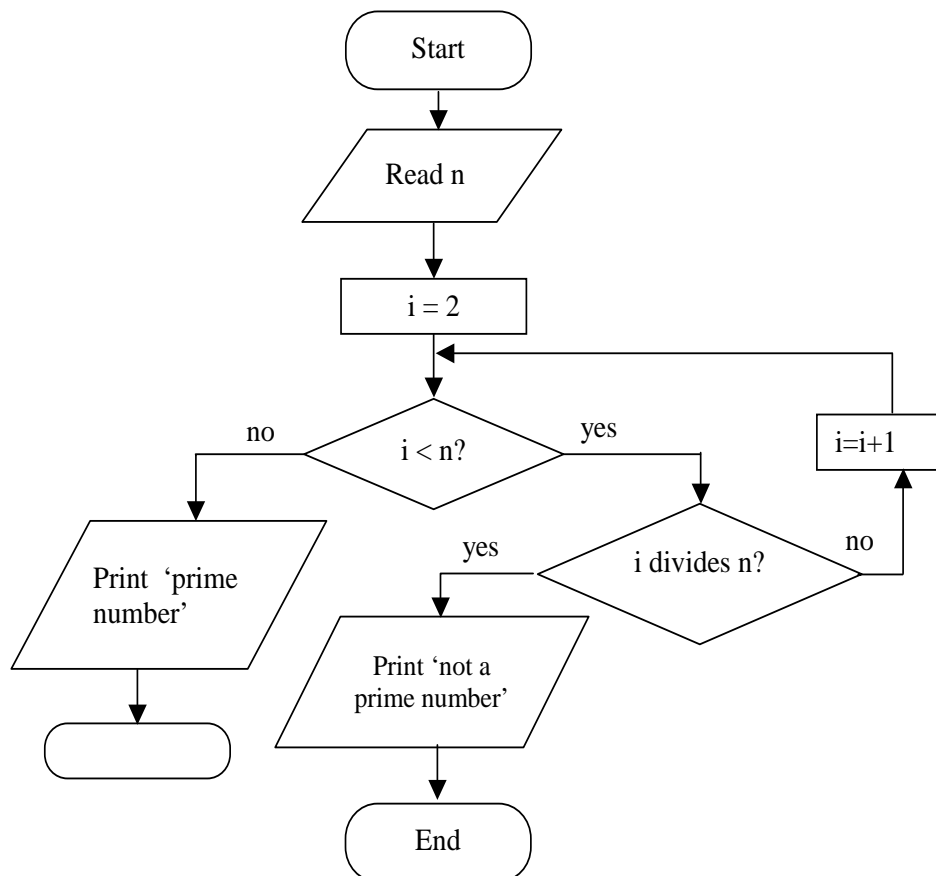 Start
Read n
i = 2
no
i < n?
yes
i=i+1
yes
i divides n?
no
Print ‘prime
number’
Print ‘not a
prime number’
End